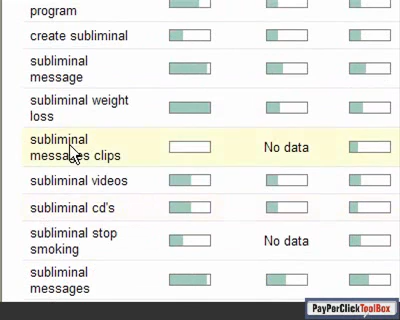 program
create subliminal
subliminal
message
subliminal weight
loss
subliminal
messages clips
No data
subliminal videos
subliminal cd's
subliminal stop
smoking
No data
subliminal
messages
PayPerClickToolBox